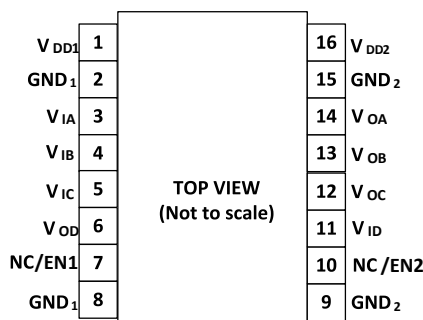 V DD1 1 16 V DD2
GND 1 2 15 GND 2
V IA 3 14 V OA
V IB 4 13 V OB
V IC 5 12 V OC
TOP VIEW
(Not to scale)
V OD 6 11 V ID
NC/EN1 7 10 NC/EN2
GND 1 8 9 GND 2